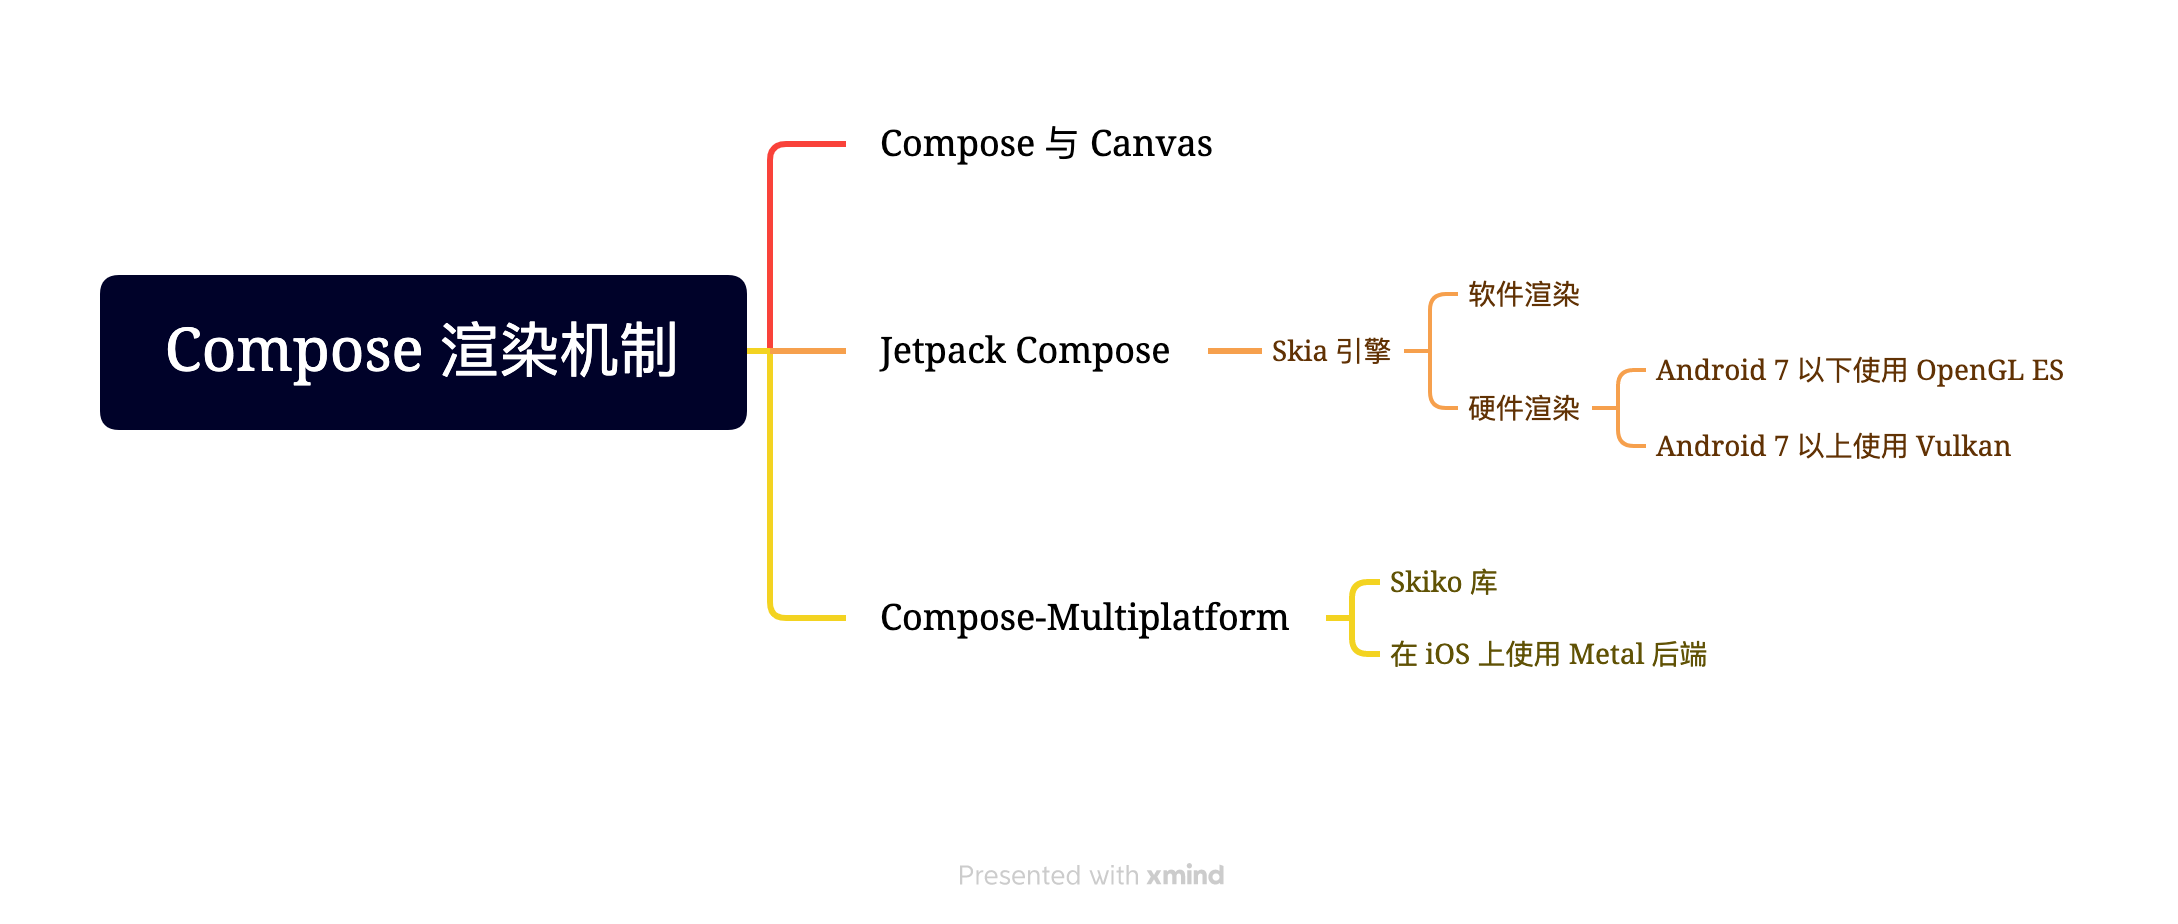 Compose 渲染机制
Compose 与 Canvas
Jetpack Compose
Skia 引擎
软件渲染
硬件渲染
Android 7 以下使用 OpenGL ES
Android 7 以上使用 Vulkan
Compose-Multiplatform
Skiko 库
在 iOS 上使用 Metal 后端
Presented with xmind